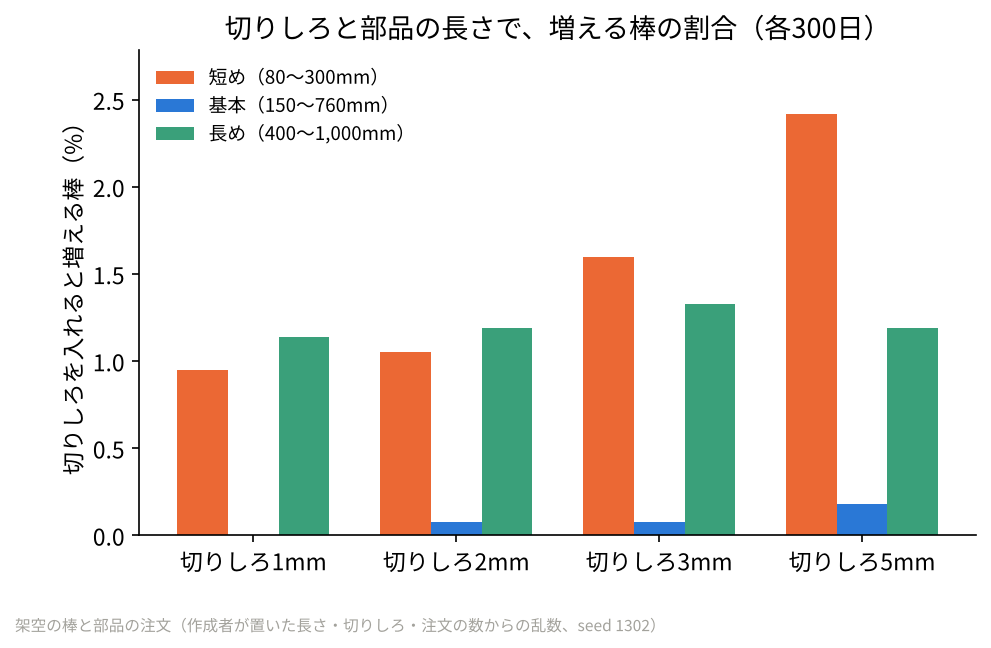 切りしろと部品の長さで、増える棒の割合（各300日）
切りしろを入れると増える棒（%）
短め（80〜300mm）
基本（150〜760mm）
長め（400〜1,000mm）
2.5
2.0
1.5
1.0
0.5
0.0
切りしろ1mm
切りしろ2mm
切りしろ3mm
切りしろ5mm
架空の棒と部品の注文（作成者が置いた長さ・切りしろ・注文の数からの乱数、seed 1302）